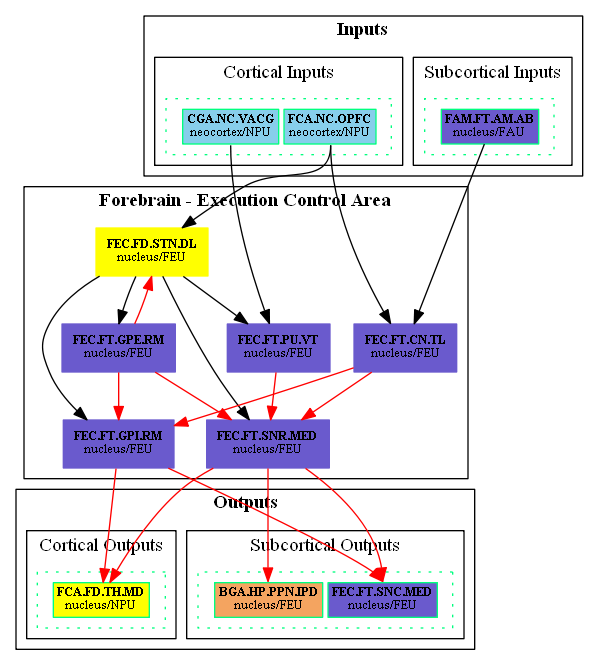 Inputs
Cortical Inputs
Subcortical Inputs
CGA.NC.VACG
neocortex/NPU
FCA.NC.OPFC
neocortex/NPU
FAM.FT.AM.AB
nucleus/FAU
Forebrain - Execution Control Area
FEC.FD.STN.DL
nucleus/FEU
FEC.FT.GPE.RM
nucleus/FEU
FEC.FT.PU.VT
nucleus/FEU
FEC.FT.CN.TL
nucleus/FEU
FEC.FT.GPI.RM
nucleus/FEU
FEC.FT.SNR.MED
nucleus/FEU
Outputs
Cortical Outputs
Subcortical Outputs
FCA.FD.TH.MD
nucleus/NPU
BGA.HP.PPN.IPD
nucleus/FEU
FEC.FT.SNC.MED
nucleus/FEU